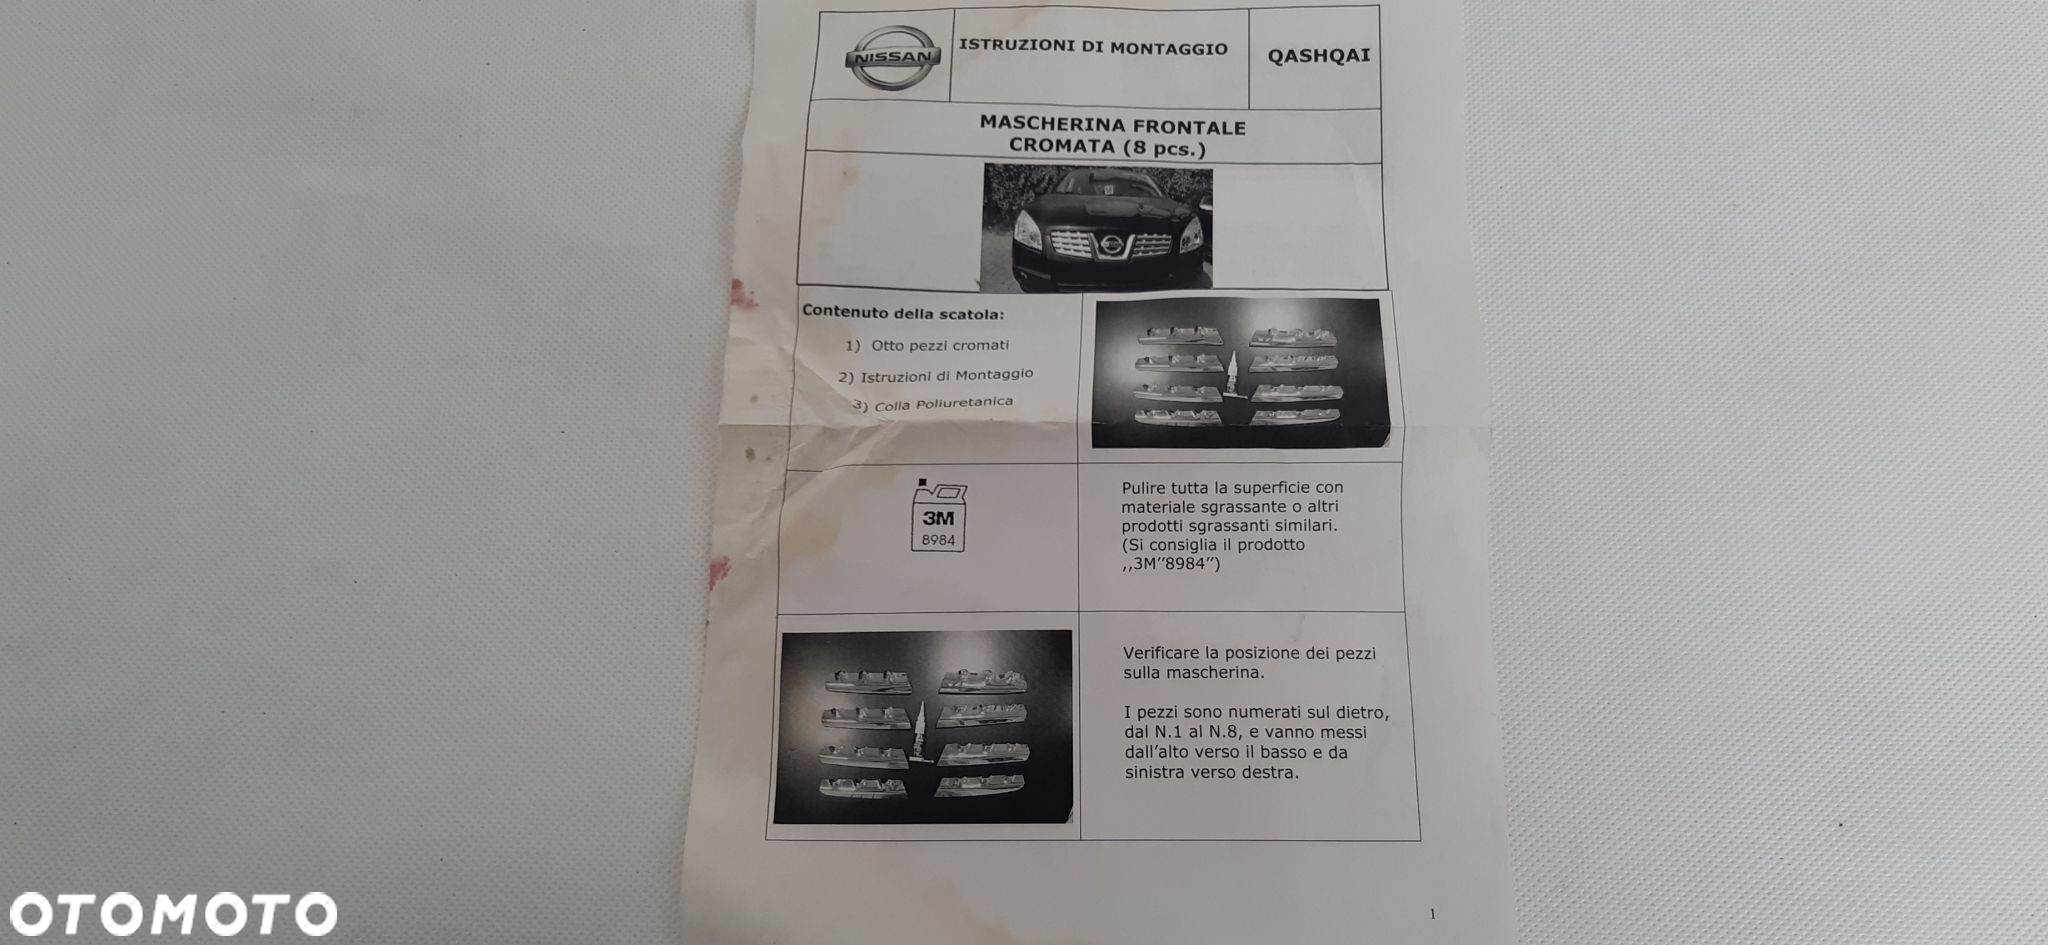 NISSAN
ISTRUZIONI DI MONTAGGIO
QASHQAI
MASCHERINA FRONTALE
CROMATA (8 pcs.)
Contenuto della scatola:
1) Otto pezzi cromati
2) Istruzioni di Montaggio
3) Colla Poliuretanica
3M
8984
Pulire tutta la superficie con
materiale sgrassante o altri
prodotti sgrassanti similari.
(Si consiglia il prodotto
,,3M"8984")
Verificare la posizione dei pezzi
sulla mascherina.
I pezzi sono numerati sul dietro,
dal N.1 al N.8, e vanno messi
dall'alto verso il basso e da
sinistra verso destra.
1
OTOMOTO